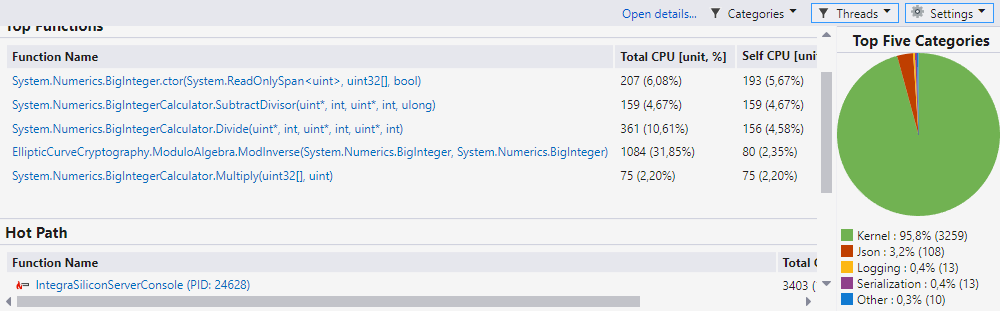 Open details... Categories Threads Settings
Top Functions
Function Name Total CPU [unit, %] Self CPU [unit
System.Numerics.BigInteger.ctor(System.ReadOnlySpan<uint>, uint32[], bool) 207 (6,08%) 193 (5,67%)
System.Numerics.BigIntegerCalculator.SubtractDivisor(uint*, int, uint*, int, ulong) 159 (4,67%) 159 (4,67%)
System.Numerics.BigIntegerCalculator.Divide(uint*, int, uint*, int, uint*, int) 361 (10,61%) 156 (4,58%)
EllipticCurveCryptography.ModuloAlgebra.ModInverse(System.Numerics.BigInteger, System.Numerics.BigInteger) 1084 (31,85%) 80 (2,35%)
System.Numerics.BigIntegerCalculator.Multiply(uint32[], uint) 75 (2,20%) 75 (2,20%)
Hot Path
Function Name Total C
IntegraSiliconServerConsole (PID: 24628) 3403 (
Top Five Categories
Kernel : 95,8% (3259)
Json : 3,2% (108)
Logging : 0,4% (13)
Serialization : 0,4% (13)
Other : 0,3% (10)